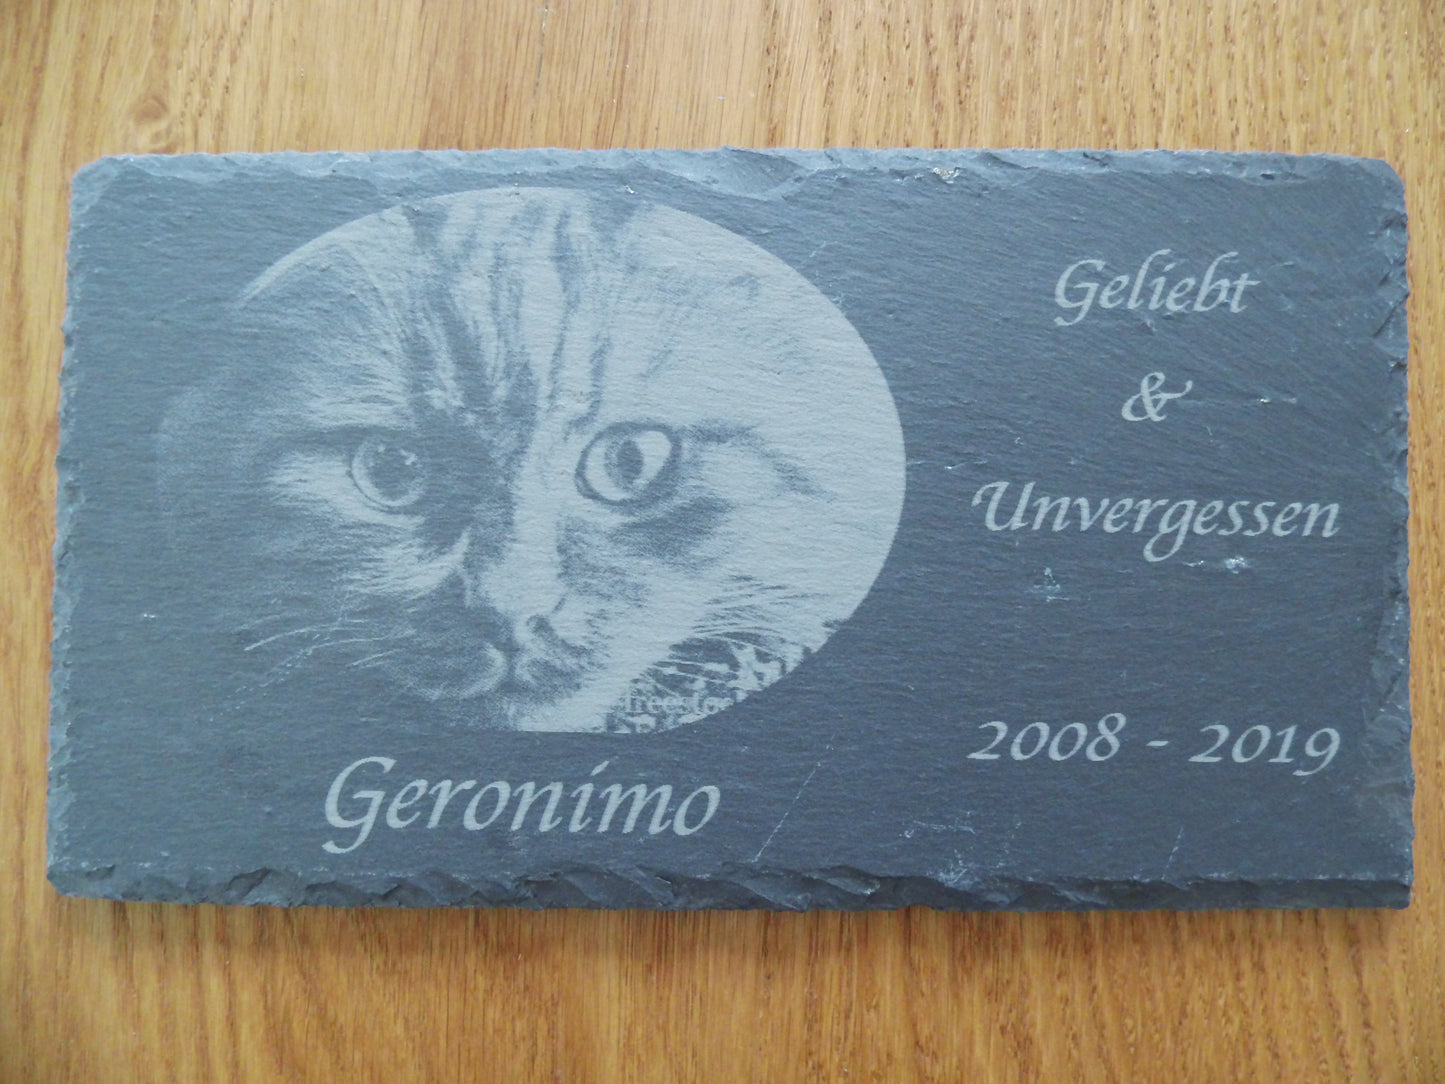 Geliebt
&
Unvergessen
2008 - 2019
Geronimo